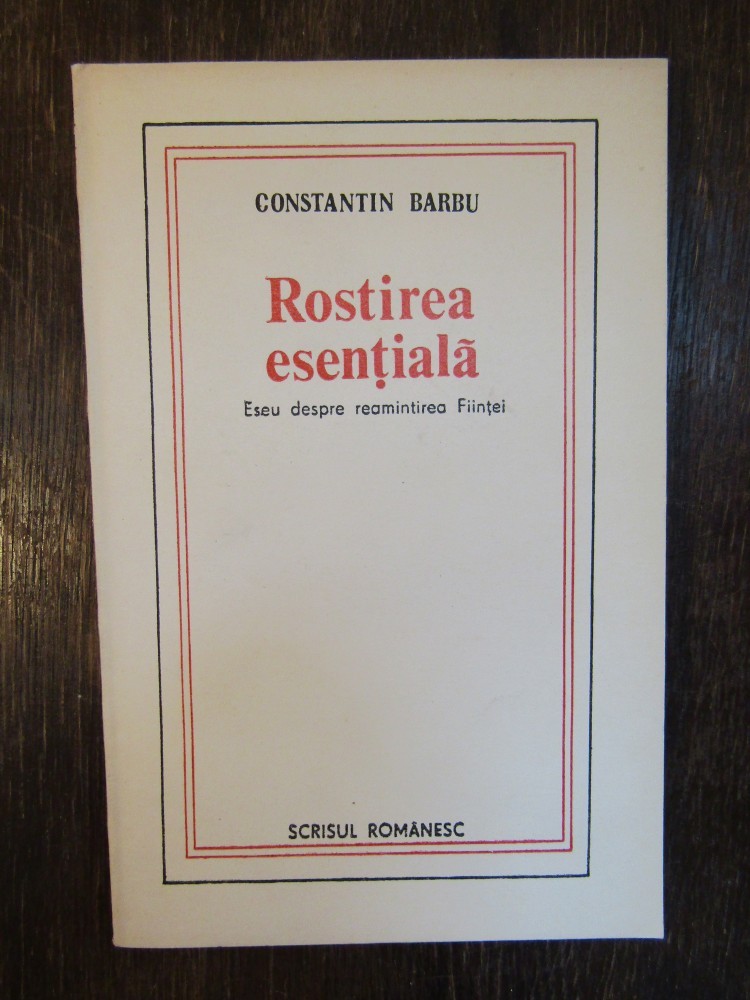 CONSTANTIN BARBU
Rostirea
esențială
Eseu despre reamintirea Ființei
SCRISUL ROMÂNESC